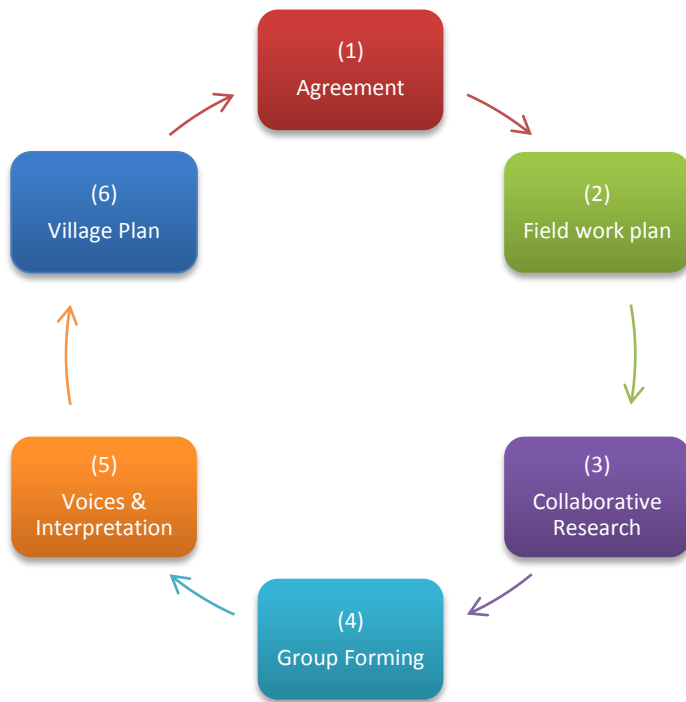 (1)
Agreement
(2)
Field work plan
(3)
Collaborative
Research
(4)
Group Forming
(5)
Voices &
Interpretation
(6)
Village Plan